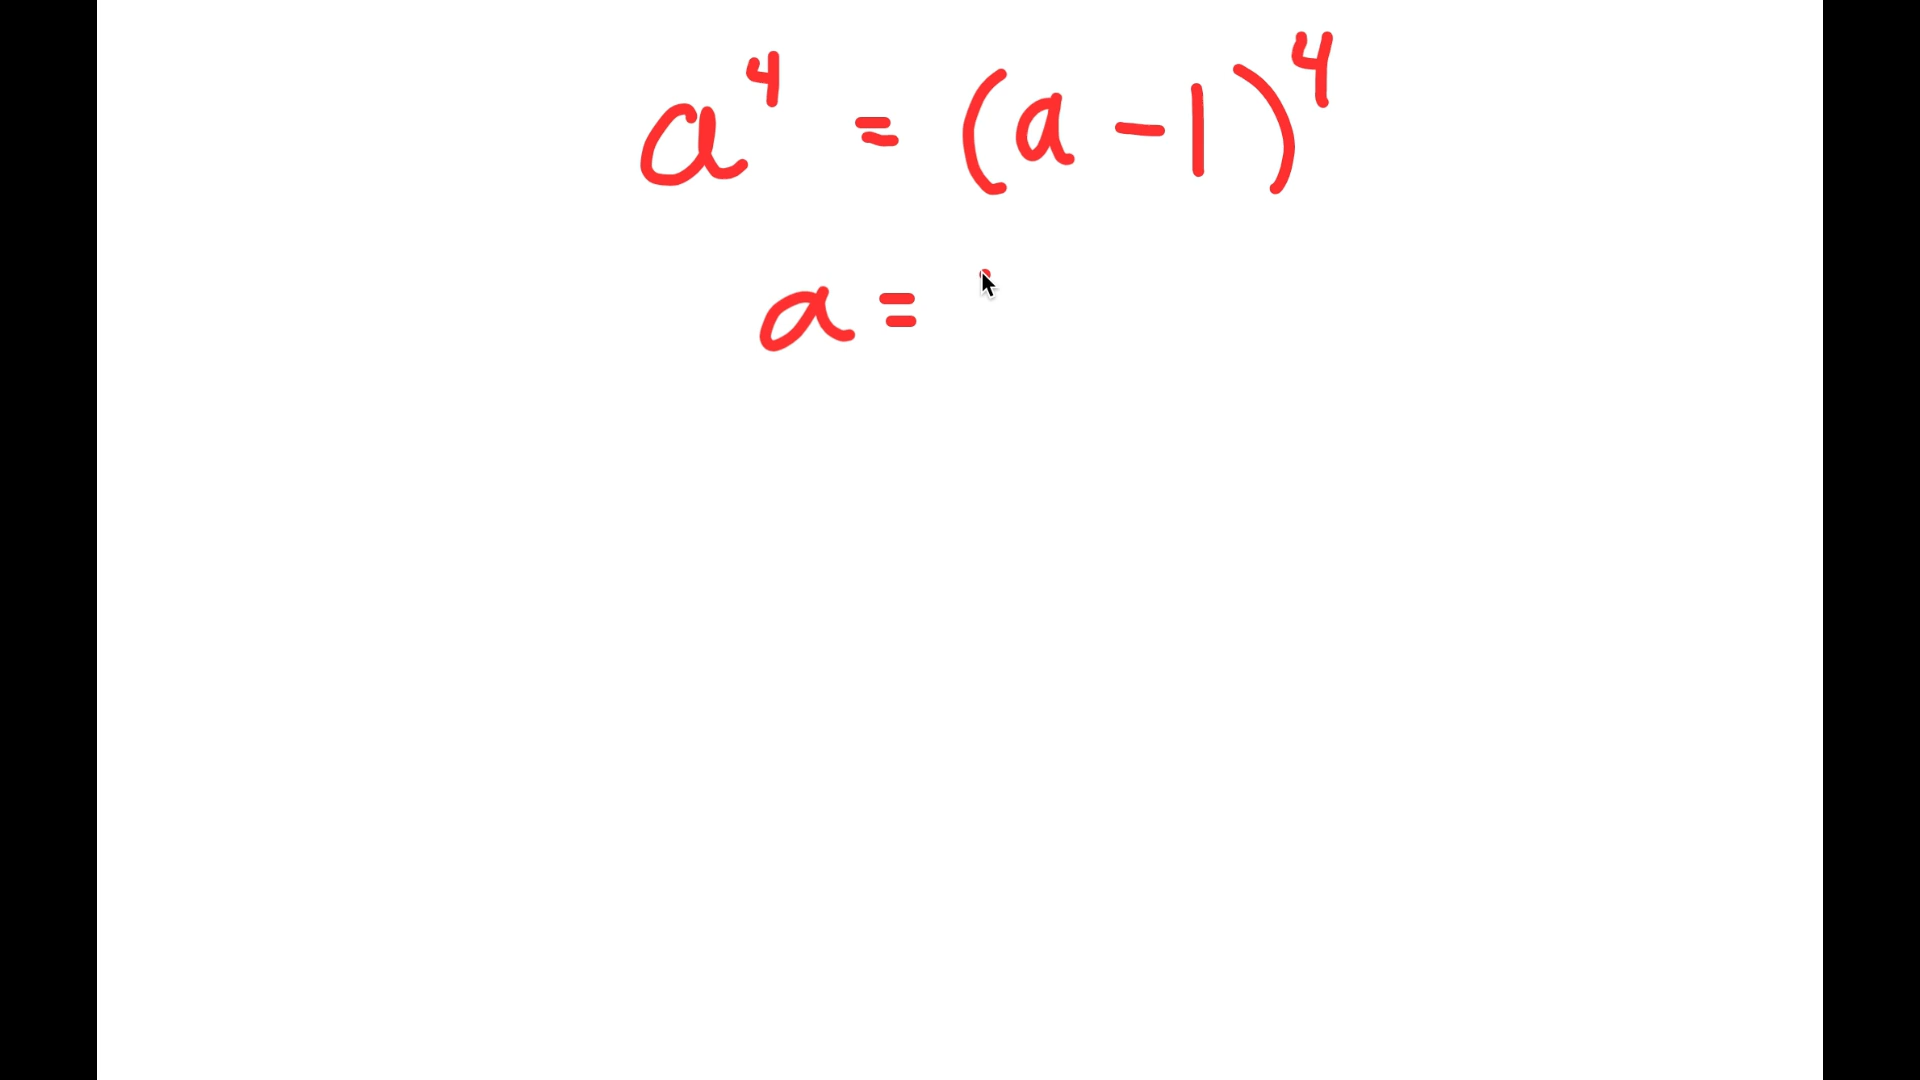 a⁴ = (a - 1)⁴
a =